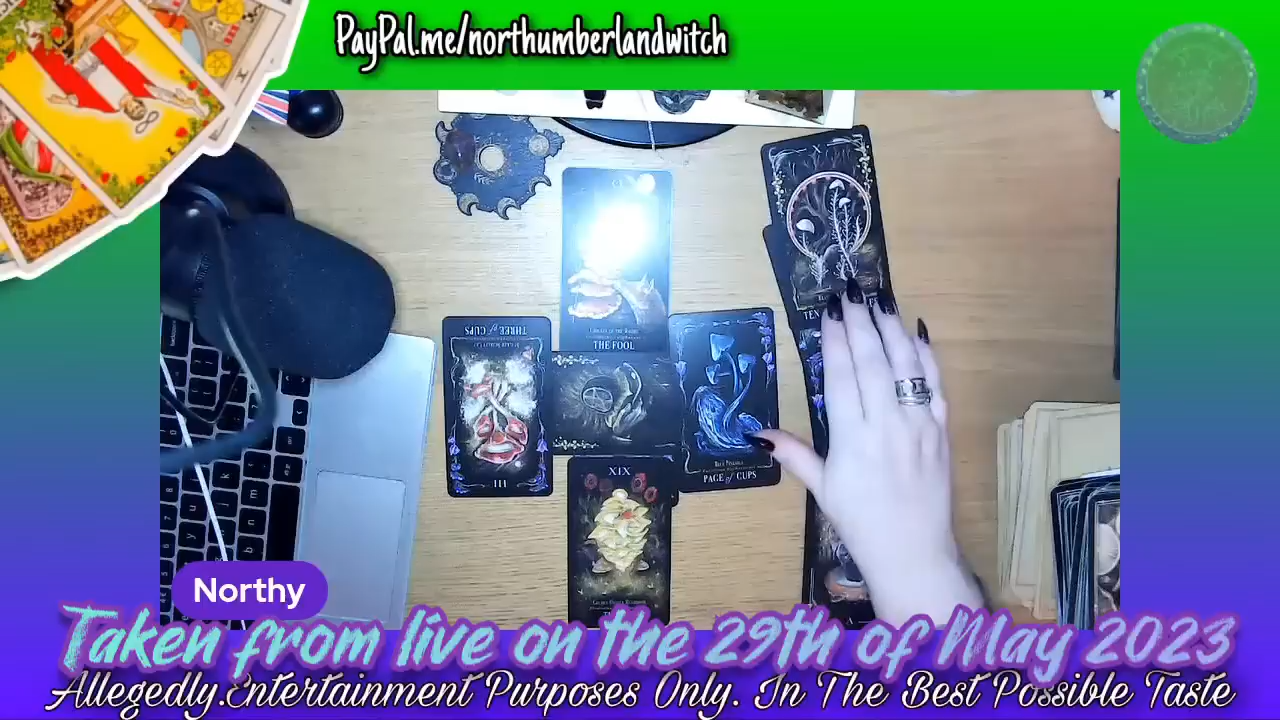 PayPal.me/northumberlandwitch
X
TEN
THREE of CUPS
THE FOOL
PAGE of CUPS
III
XIX
Northy
Taken from live on the 29th of May 2023
Allegedly.Entertainment Purposes Only. In The Best Possible Taste